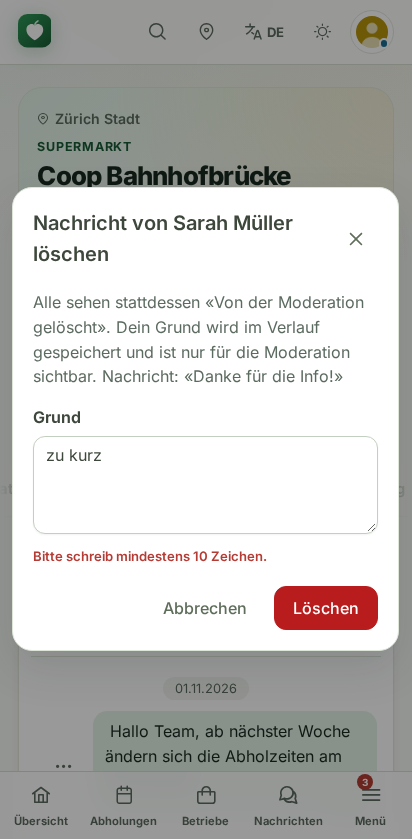 DE
Zürich Stadt
SUPERMARKT
Coop Bahnhofbrücke
Nachricht von Sarah Müller
löschen
Alle sehen stattdessen «Von der Moderation
gelöscht». Dein Grund wird im Verlauf
gespeichert und ist nur für die Moderation
sichtbar. Nachricht: «Danke für die Info!»
Grund
zu kurz
Bitte schreib mindestens 10 Zeichen.
Abbrechen
Löschen
01.11.2026
Hallo Team, ab nächster Woche
ändern sich die Abholzeiten am
3
Übersicht
Abholungen
Betriebe
Nachrichten
Menü